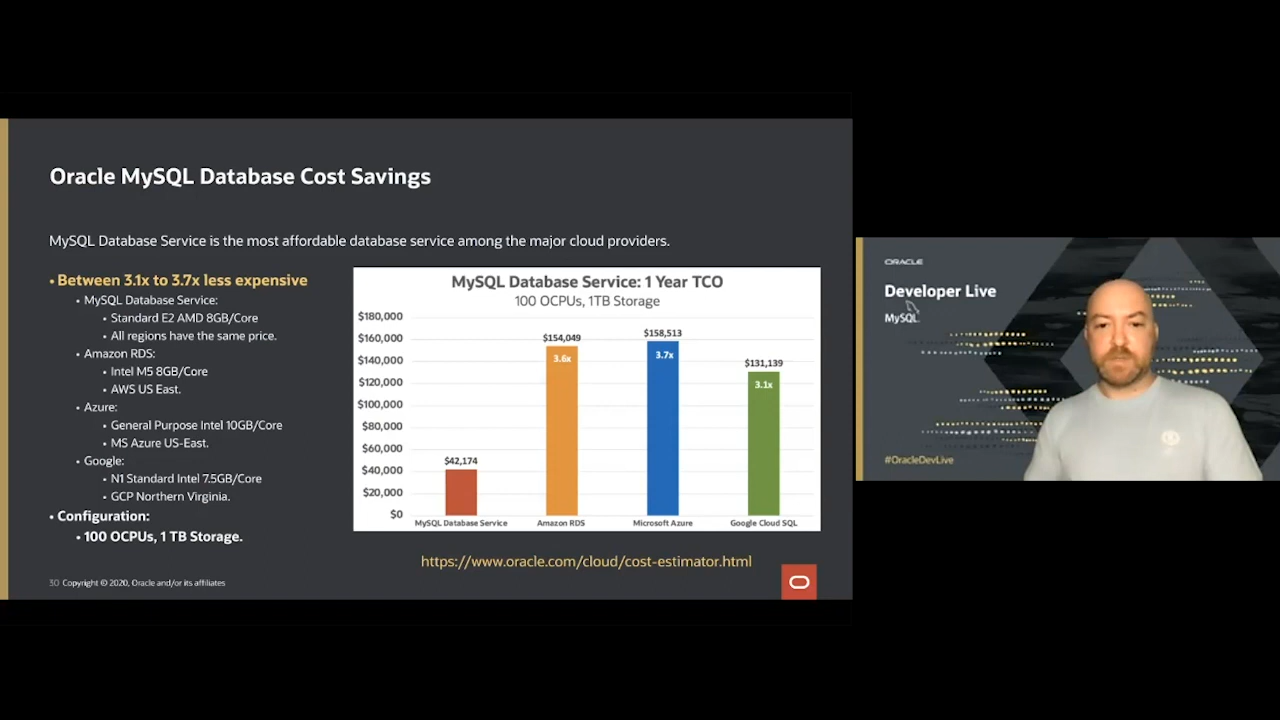 Oracle MySQL Database Cost Savings
MySQL Database Service is the most affordable database service among the major cloud providers.
• Between 3.1x to 3.7x less expensive
• MySQL Database Service:
• Standard E2 AMD 8GB/Core
• All regions have the same price.
• Amazon RDS:
• Intel M5 8GB/Core
• AWS US East.
• Azure:
• General Purpose Intel 10GB/Core
• MS Azure US-East.
• Google:
• N1 Standard Intel 7.5GB/Core
• GCP Northern Virginia.
• Configuration:
• 100 OCPUs, 1 TB Storage.
MySQL Database Service: 1 Year TCO
100 OCPUs, 1TB Storage
$180,000
$160,000
$140,000
$120,000
$100,000
$80,000
$60,000
$40,000
$20,000
$0
$42,174
$154,049
3.6x
$158,513
3.7x
$131,139
3.1x
MySQL Database Service
Amazon RDS
Microsoft Azure
Google Cloud SQL
https://www.oracle.com/cloud/cost-estimator.html
30 Copyright © 2020, Oracle and/or its affiliates
ORACLE
Developer Live
MySQL
#OracleDevLive